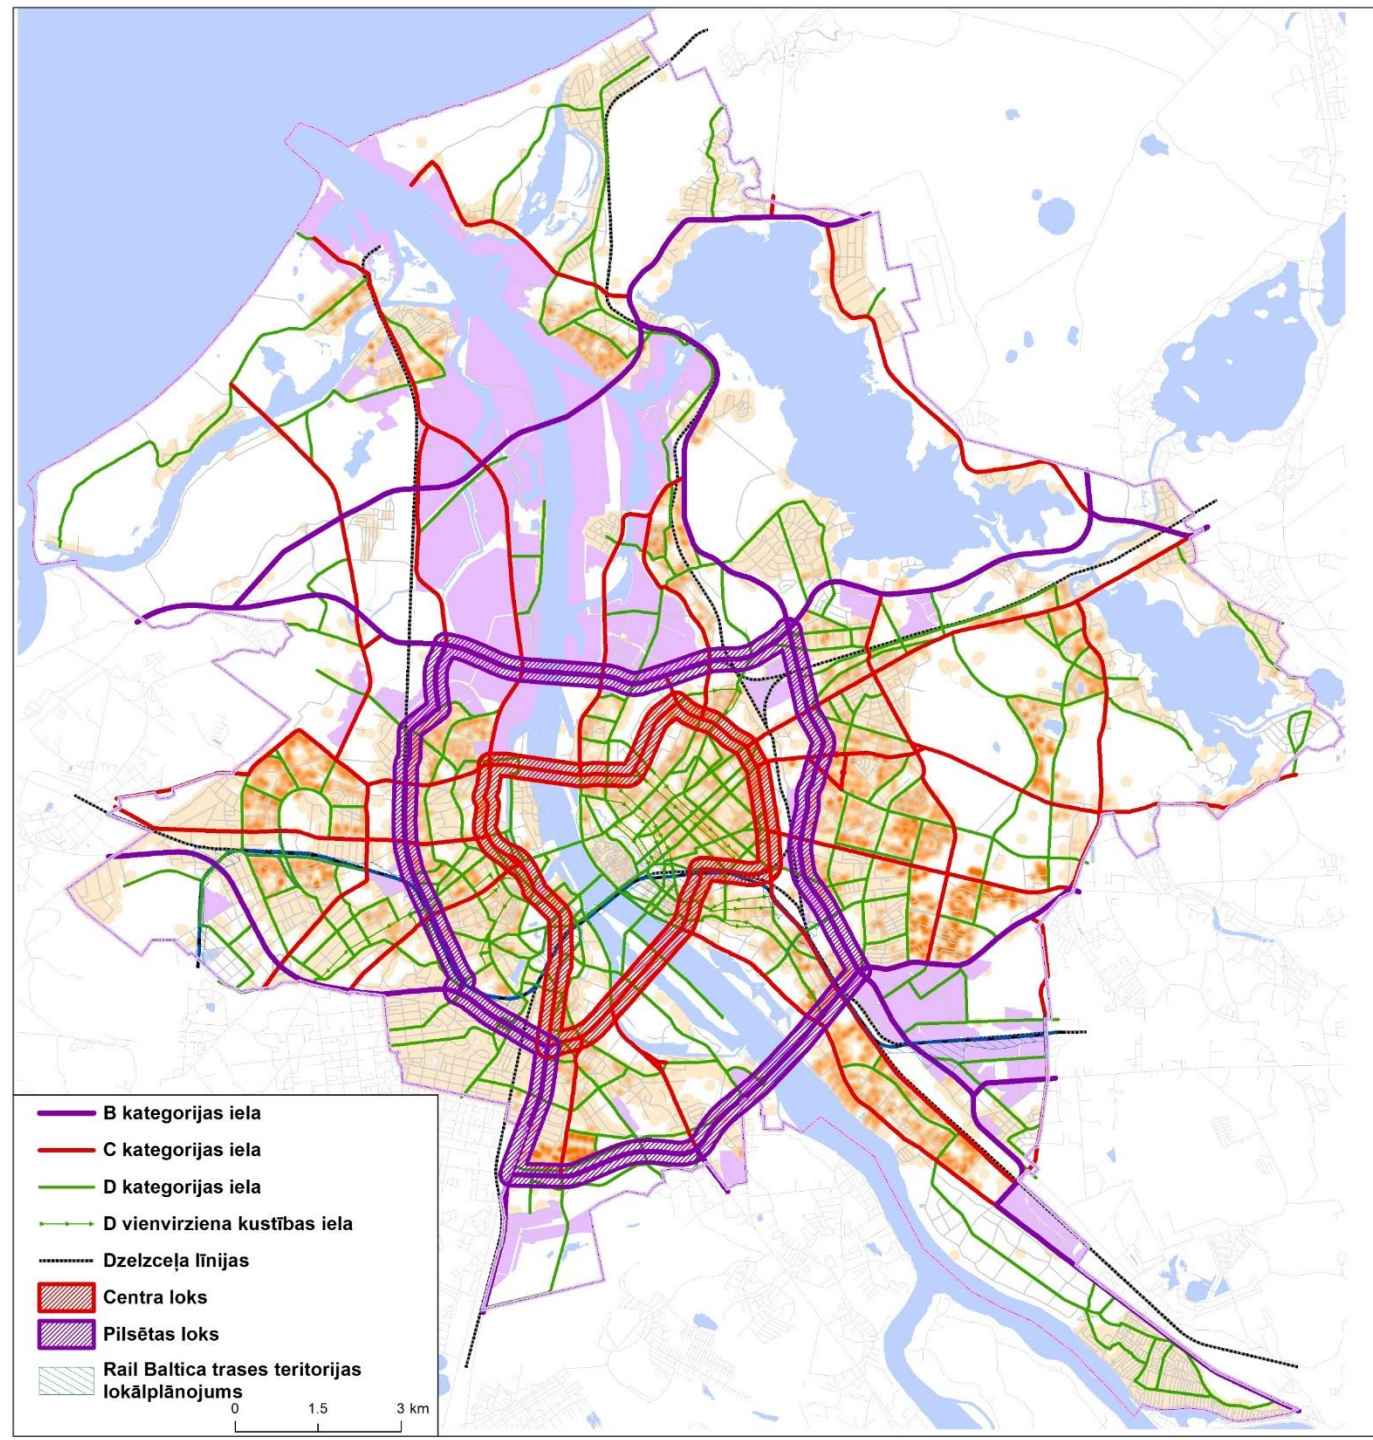 B kategorijas iela
C kategorijas iela
D kategorijas iela
D vienvirziena kustības iela
Dzelzceļa līnijas
Centra loks
Pilsētas loks
Rail Baltica trases teritorijas
lokālplānojums
0 1.5 3 km